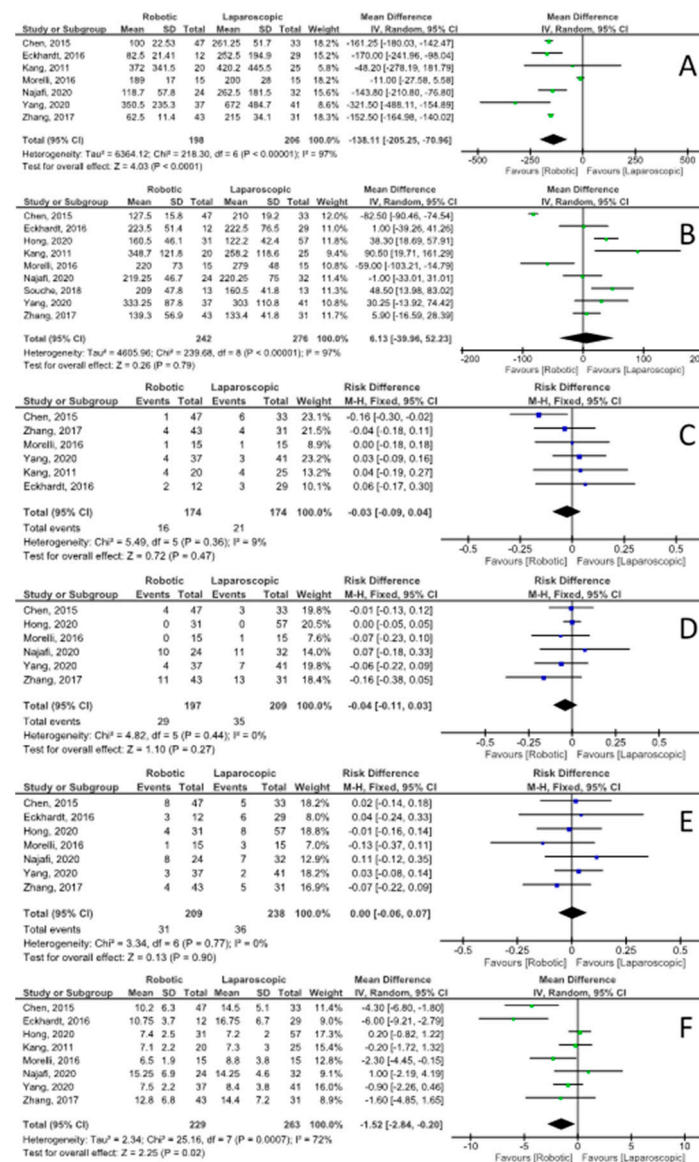 Robotic Laparoscopic Mean Difference Mean Difference
Study or Subgroup Mean SD Total Mean SD Total Weight IV, Random, 95% CI IV, Random, 95% CI
Chen, 2015 100 22.53 47 261.25 51.7 33 18.2% -161.25 [-180.03, -142.47]
Eckhardt, 2016 82.5 21.41 12 252.5 194.9 29 15.0% -170.00 [-241.96, -98.04]
Kang, 2011 372 341.5 20 420.2 445.5 25 5.6% -48.20 [-278.19, 181.79]
Morelli, 2016 189 17 15 200 28 15 18.3% -11.00 [-27.58, 5.58]
Najafi, 2020 118.7 57.8 24 262.5 181.5 32 -143.80 [-210.80, -76.80]
Yang, 2020 350.5 235.3 37 672 484.7 41 -321.50 [-488.11, -154.89]
Zhang, 2017 62.5 11.4 43 215 34.1 31 -152.50 [-164.98, -140.02]
Total (95% CI) 198 206 100.0% -138.11 [-205.25, -70.96]
Heterogeneity: Tau² = 6364.12; Chi² = 218.30, df = 6 (P < 0.00001); I² = 97%
Test for overall effect: Z = 4.03 (P < 0.0001)
-500 -250 0 250 500
Favours [Robotic] Favours [Laparoscopic]
A
Robotic Laparoscopic Mean Difference Mean Difference
Study or Subgroup Mean SD Total Mean SD Total Weight IV, Random, 95% CI IV, Random, 95% CI
Chen, 2015 127.5 15.8 47 210 19.2 33 12.0% -82.50 [-90.46, -74.54]
Eckhardt, 2016 223.5 51.4 12 222.5 76.5 29 1.00 [-39.26, 41.26]
Hong, 2020 160.5 46.1 31 122.2 42.4 57 38.30 [18.69, 57.91]
Kang, 2011 348.7 121.8 20 258.2 118.6 25 90.50 [19.71, 161.29]
Morelli, 2016 220 73 15 279 48 15 -59.00 [-103.21, -14.79]
Najafi, 2020 219.25 46.7 24 220.25 75 32 -1.00 [-33.01, 31.01]
Souche, 2018 209 47.8 13 160.5 41.8 13 48.50 [13.98, 83.02]
Yang, 2020 333.25 87.8 37 303 110.8 41 30.25 [-13.92, 74.42]
Zhang, 2017 139.3 56.9 43 133.4 41.8 31 5.90 [-16.59, 28.39]
Total (95% CI) 242 276 100.0% 6.13 [-39.96, 52.23]
Heterogeneity: Tau² = 4605.96; Chi² = 239.68, df = 8 (P < 0.00001); I² = 97%
Test for overall effect: Z = 0.26 (P = 0.79)
-200 -100 0 100 200
Favours [Robotic] Favours [Laparoscopic]
B
Robotic Laparoscopic Risk Difference Risk Difference
Study or Subgroup Events Total Events Total Weight M-H, Fixed, 95% CI M-H, Fixed, 95% CI
Chen, 2015 1 47 6 33 23.1% -0.16 [-0.30, -0.02]
Zhang, 2017 4 43 4 31 21.5% -0.04 [-0.18, 0.11]
Morelli, 2016 1 15 1 15 8.9% 0.00 [-0.18, 0.18]
Yang, 2020 4 37 3 41 22.2% 0.03 [-0.09, 0.16]
Kang, 2011 4 20 4 25 13.2% 0.04 [-0.19, 0.27]
Eckhardt, 2016 2 12 3 29 10.1% 0.06 [-0.17, 0.30]
Total (95% CI) 174 174 100.0% -0.03 [-0.09, 0.04]
Total events 16 21
Heterogeneity: Chi² = 5.49, df = 5 (P = 0.36); I² = 9%
Test for overall effect: Z = 0.72 (P = 0.47)
-0.5 -0.25 0 0.25 0.5
Favours [Robotic] Favours [Laparoscopic]
C
Robotic Laparoscopic Risk Difference Risk Difference
Study or Subgroup Events Total Events Total Weight M-H, Fixed, 95% CI M-H, Fixed, 95% CI
Chen, 2015 4 47 3 33 19.8% -0.01 [-0.13, 0.12]
Hong, 2020 0 31 0 57 20.5% 0.00 [-0.05, 0.05]
Morelli, 2016 0 15 1 15 7.6% -0.07 [-0.23, 0.10]
Najafi, 2020 10 24 11 32 14.0% 0.07 [-0.18, 0.33]
Yang, 2020 4 37 7 41 19.8% -0.06 [-0.22, 0.09]
Zhang, 2017 11 43 13 31 18.4% -0.16 [-0.38, 0.05]
Total (95% CI) 197 209 100.0% -0.04 [-0.11, 0.03]
Total events 29 35
Heterogeneity: Chi² = 4.82, df = 5 (P = 0.44); I² = 0%
Test for overall effect: Z = 1.10 (P = 0.27)
-0.5 -0.25 0 0.25 0.5
Favours [Robotic] Favours [Laparoscopic]
D
Robotic Laparoscopic Risk Difference Risk Difference
Study or Subgroup Events Total Events Total Weight M-H, Fixed, 95% CI M-H, Fixed, 95% CI
Chen, 2015 8 47 5 33 18.2% 0.02 [-0.14, 0.18]
Eckhardt, 2016 3 12 6 29 8.0% 0.04 [-0.24, 0.33]
Hong, 2020 4 31 8 57 18.8% -0.01 [-0.16, 0.14]
Morelli, 2016 1 15 3 15 7.0% -0.13 [-0.37, 0.11]
Najafi, 2020 8 24 7 32 12.9% 0.11 [-0.12, 0.35]
Yang, 2020 3 37 2 41 18.3% 0.03 [-0.08, 0.14]
Zhang, 2017 4 43 5 31 16.9% -0.07 [-0.22, 0.09]
Total (95% CI) 209 238 100.0% 0.00 [-0.06, 0.07]
Total events 31 36
Heterogeneity: Chi² = 3.34, df = 6 (P = 0.77); I² = 0%
Test for overall effect: Z = 0.13 (P = 0.90)
-0.5 -0.25 0 0.25 0.5
Favours [Robotic] Favours [Laparoscopic]
E
Robotic Laparoscopic Mean Difference Mean Difference
Study or Subgroup Mean SD Total Mean SD Total Weight IV, Random, 95% CI IV, Random, 95% CI
Chen, 2015 10.2 6.3 47 14.5 5.1 33 11.4% -4.30 [-6.80, -1.80]
Eckhardt, 2016 10.75 3.7 12 16.75 6.7 29 9.0% -6.00 [-9.21, -2.79]
Hong, 2020 7.4 2.5 31 7.2 2 57 0.20 [-0.82, 1.22]
Kang, 2011 7.1 2.2 20 7.3 3 25 -0.20 [-1.72, 1.32]
Morelli, 2016 6.5 1.9 15 8.8 3.8 15 -2.30 [-4.45, -0.15]
Najafi, 2020 15.25 6.9 24 14.25 4.6 32 1.00 [-2.19, 4.19]
Yang, 2020 7.5 2.2 37 8.4 3.8 41 -0.90 [-2.26, 0.46]
Zhang, 2017 12.8 6.8 43 14.4 7.2 31 -1.60 [-4.85, 1.65]
Total (95% CI) 229 263 100.0% -1.52 [-2.84, -0.20]
Heterogeneity: Tau² = 2.34; Chi² = 25.16, df = 7 (P = 0.0007); I² = 72%
Test for overall effect: Z = 2.25 (P = 0.02)
-10 -5 0 5 10
Favours [Robotic] Favours [Laparoscopic]
F